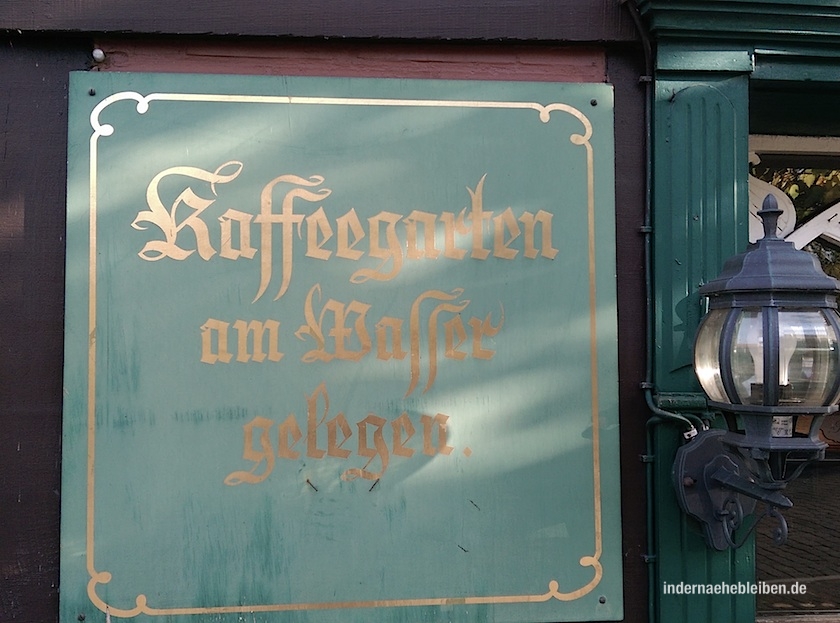 Kaffeegarten
am Wasser
gelegen.
indernaehebleiben.de